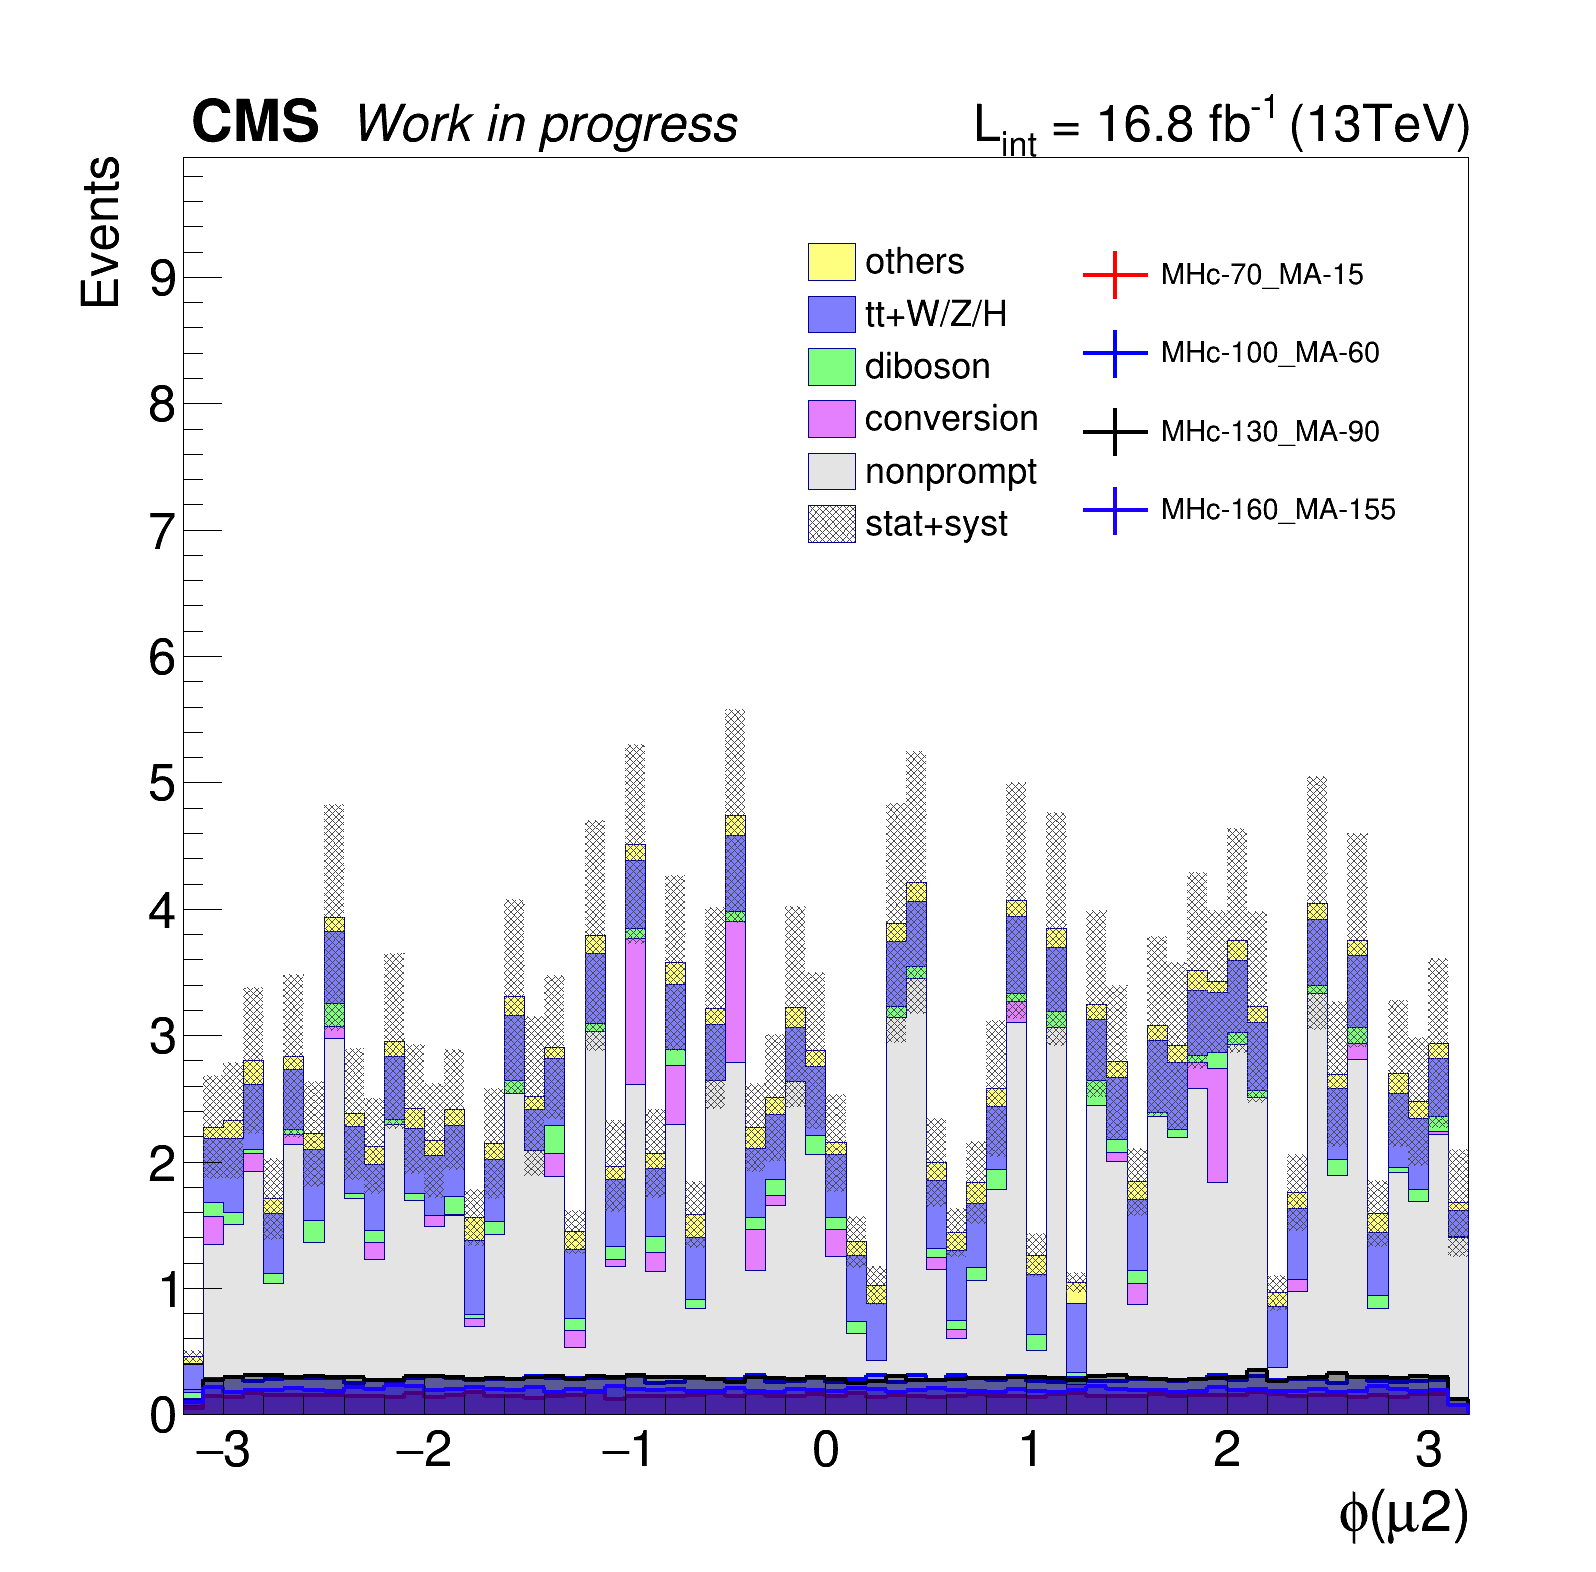 CMS Work in progress
L_int = 16.8 fb^-1 (13TeV)
Events
others
tt+W/Z/H
diboson
conversion
nonprompt
stat+syst
MHc-70_MA-15
MHc-100_MA-60
MHc-130_MA-90
MHc-160_MA-155
9
8
7
6
5
4
3
2
1
0
−3 −2 −1 0 1 2 3
ϕ(μ2)